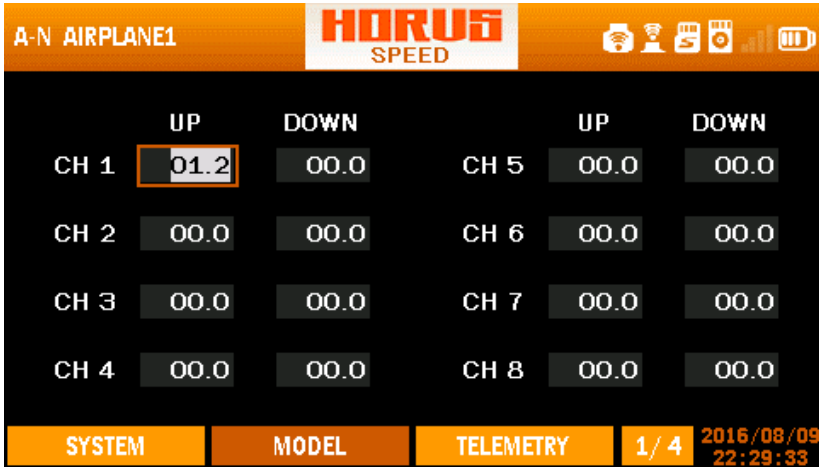 A-N AIRPLANE1
HORUS
SPEED
UP DOWN UP DOWN
CH 1 01.2 00.0 CH 5 00.0 00.0
CH 2 00.0 00.0 CH 6 00.0 00.0
CH 3 00.0 00.0 CH 7 00.0 00.0
CH 4 00.0 00.0 CH 8 00.0 00.0
SYSTEM MODEL TELEMETRY 1/4 2016/08/09
22:29:33